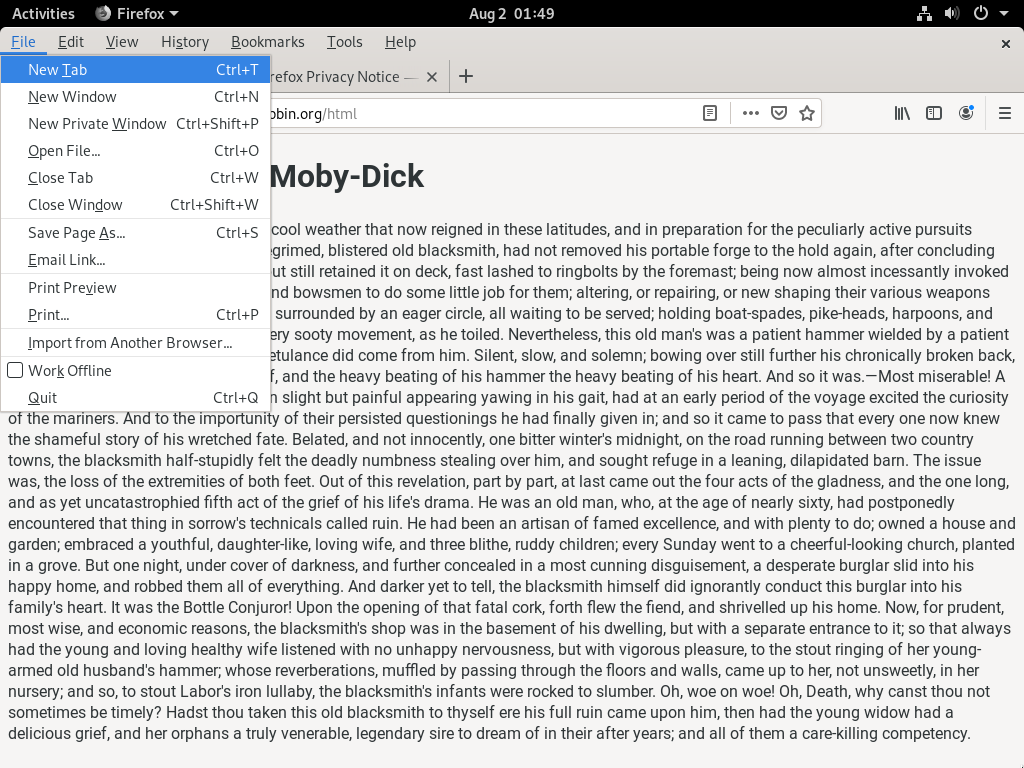 Activities Firefox Aug 2 01:49
File Edit View History Bookmarks Tools Help
New Tab Ctrl+T
New Window Ctrl+N
New Private Window Ctrl+Shift+P
Open File... Ctrl+O
Close Tab Ctrl+W
Close Window Ctrl+Shift+W
Save Page As... Ctrl+S
Email Link...
Print Preview
Print... Ctrl+P
Import from Another Browser...
Work Offline
Quit Ctrl+Q
refox Privacy Notice —
bin.org/html
Moby-Dick
cool weather that now reigned in these latitudes, and in preparation for the peculiarly active pursuits
grimed, blistered old blacksmith, had not removed his portable forge to the hold again, after concluding
ut still retained it on deck, fast lashed to ringbolts by the foremast; being now almost incessantly invoked
nd bowsmen to do some little job for them; altering, or repairing, or new shaping their various weapons
surrounded by an eager circle, all waiting to be served; holding boat-spades, pike-heads, harpoons, and
ery sooty movement, as he toiled. Nevertheless, this old man's was a patient hammer wielded by a patient
etulance did come from him. Silent, slow, and solemn; bowing over still further his chronically broken back,
f, and the heavy beating of his hammer the heavy beating of his heart. And so it was.—Most miserable! A
n slight but painful appearing yawing in his gait, had at an early period of the voyage excited the curiosity
of the mariners. And to the importunity of their persisted questionings he had finally given in; and so it came to pass that every one now knew
the shameful story of his wretched fate. Belated, and not innocently, one bitter winter's midnight, on the road running between two country
towns, the blacksmith half-stupidly felt the deadly numbness stealing over him, and sought refuge in a leaning, dilapidated barn. The issue
was, the loss of the extremities of both feet. Out of this revelation, part by part, at last came out the four acts of the gladness, and the one long,
and as yet uncatastrophied fifth act of the grief of his life's drama. He was an old man, who, at the age of nearly sixty, had postponedly
encountered that thing in sorrow's technicals called ruin. He had been an artisan of famed excellence, and with plenty to do; owned a house and
garden; embraced a youthful, daughter-like, loving wife, and three blithe, ruddy children; every Sunday went to a cheerful-looking church, planted
in a grove. But one night, under cover of darkness, and further concealed in a most cunning disguisement, a desperate burglar slid into his
happy home, and robbed them all of everything. And darker yet to tell, the blacksmith himself did ignorantly conduct this burglar into his
family's heart. It was the Bottle Conjuror! Upon the opening of that fatal cork, forth flew the fiend, and shrivelled up his home. Now, for prudent,
most wise, and economic reasons, the blacksmith's shop was in the basement of his dwelling, but with a separate entrance to it; so that always
had the young and loving healthy wife listened with no unhappy nervousness, but with vigorous pleasure, to the stout ringing of her young-
armed old husband's hammer; whose reverberations, muffled by passing through the floors and walls, came up to her, not unsweetly, in her
nursery; and so, to stout Labor's iron lullaby, the blacksmith's infants were rocked to slumber. Oh, woe on woe! Oh, Death, why canst thou not
sometimes be timely? Hadst thou taken this old blacksmith to thyself ere his full ruin came upon him, then had the young widow had a
delicious grief, and her orphans a truly venerable, legendary sire to dream of in their after years; and all of them a care-killing competency.